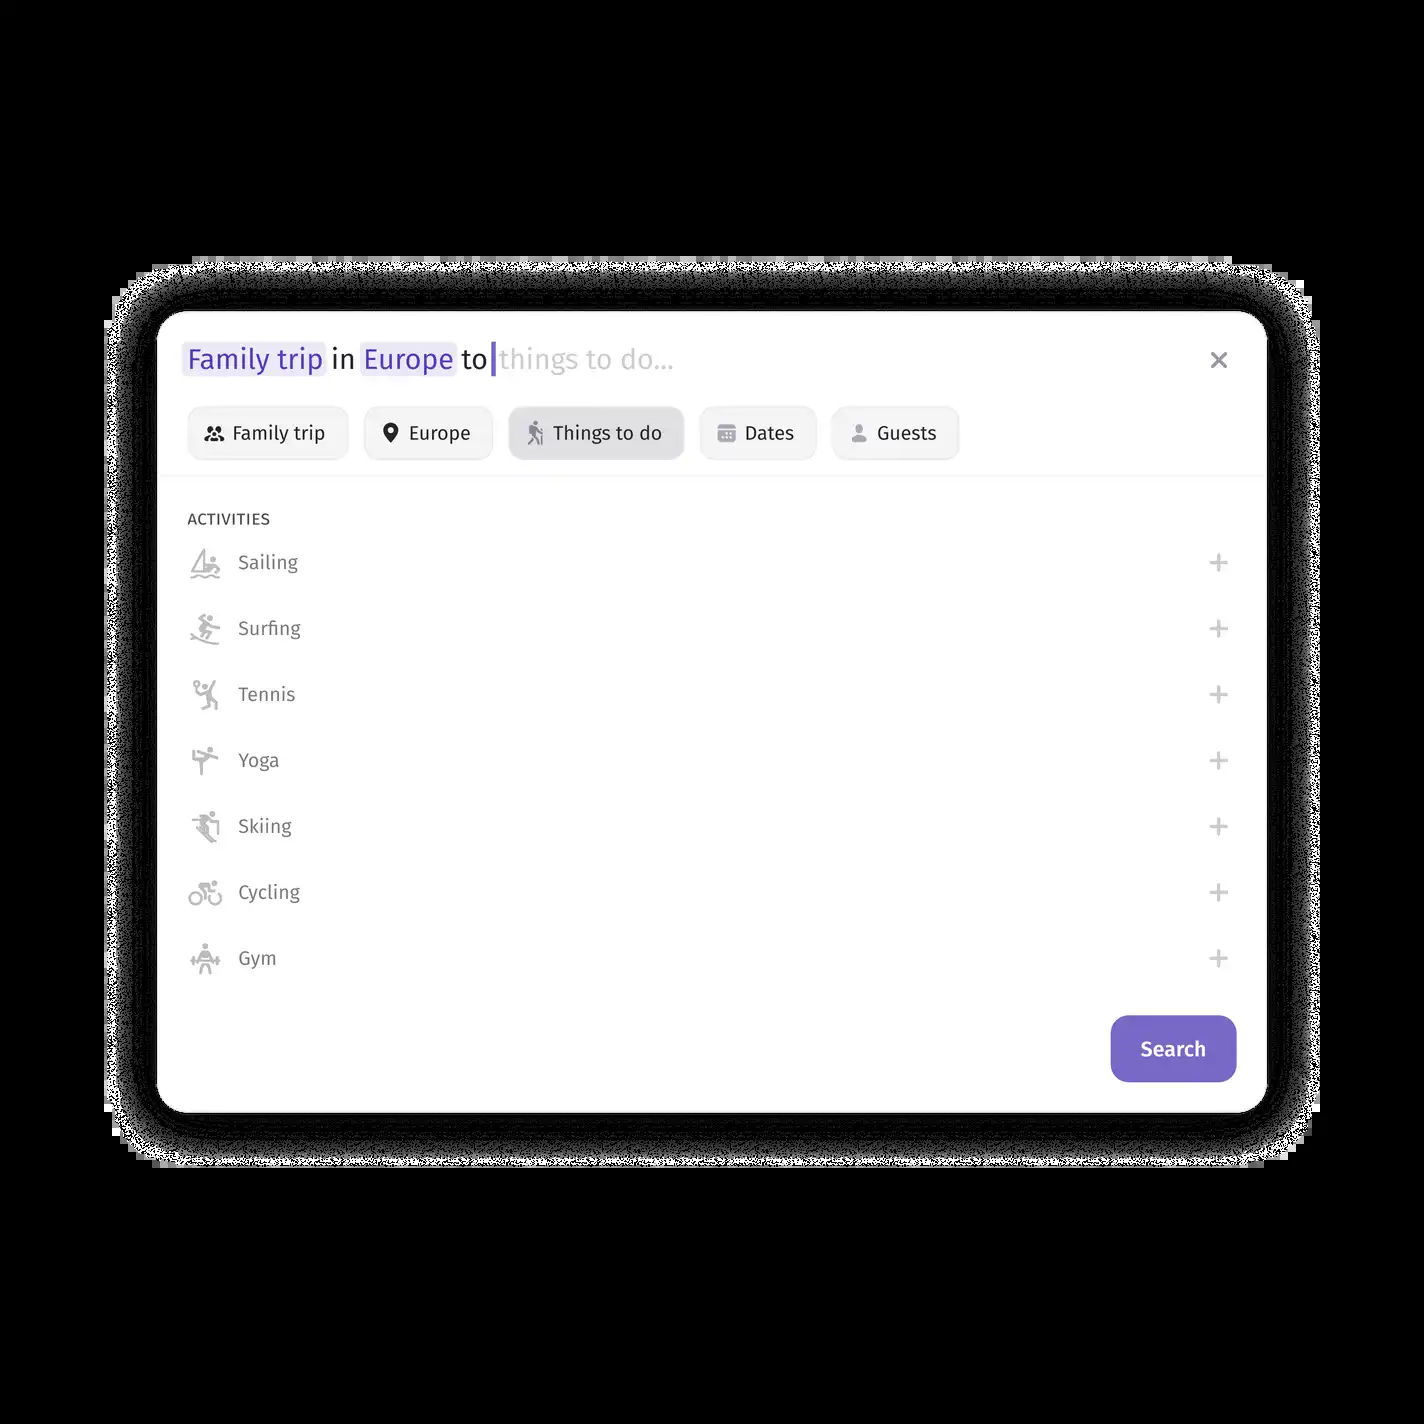 Family trip in Europe to things to do...
Family trip Europe Things to do Dates Guests
ACTIVITIES
Sailing
Surfing
Tennis
Yoga
Skiing
Cycling
Gym
Search